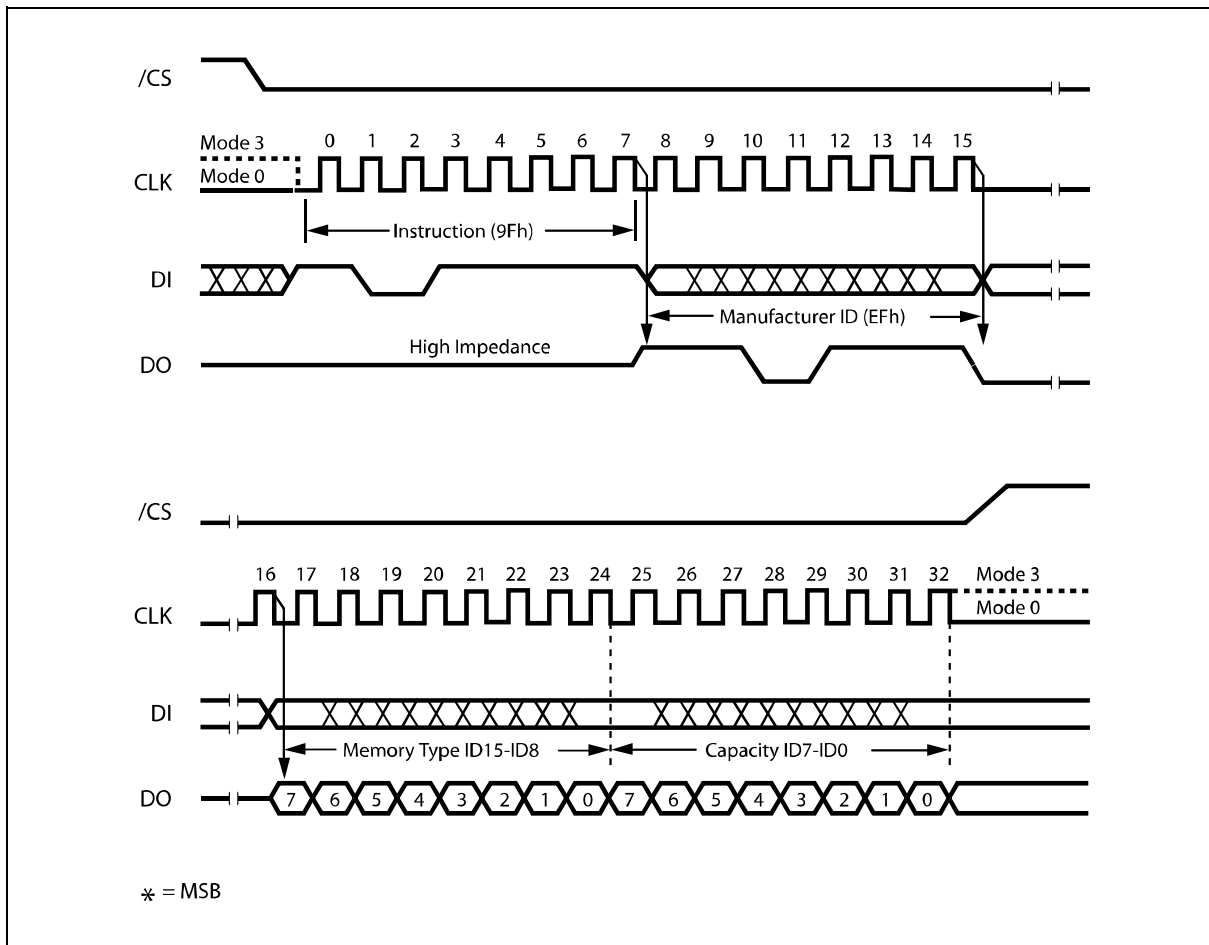 /CS
Mode 3
0 1 2 3 4 5 6 7 8 9 10 11 12 13 14 15
CLK
Mode 0
Instruction (9Fh)
DI
Manufacturer ID (EFh)
High Impedance
DO
/CS
16 17 18 19 20 21 22 23 24 25 26 27 28 29 30 31 32
Mode 3
CLK
Mode 0
DI
Memory Type ID15-ID8
Capacity ID7-ID0
DO
7 6 5 4 3 2 1 0 7 6 5 4 3 2 1 0
* = MSB